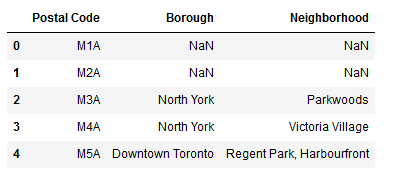 Postal Code Borough Neighborhood
0 M1A NaN NaN
1 M2A NaN NaN
2 M3A North York Parkwoods
3 M4A North York Victoria Village
4 M5A Downtown Toronto Regent Park, Harbourfront